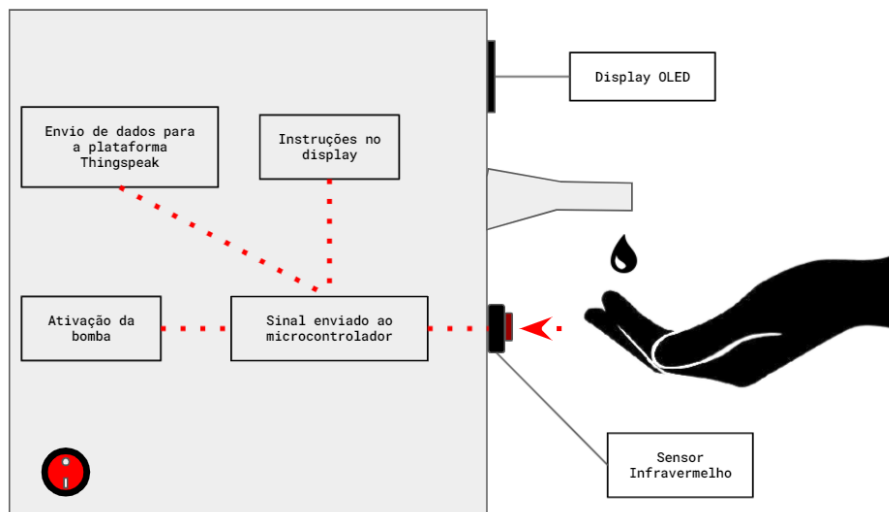 Display OLED
Envio de dados para
a plataforma
Thingspeak
Instruções no
display
Ativação da
bomba
Sinal enviado ao
microcontrolador
Sensor
Infravermelho